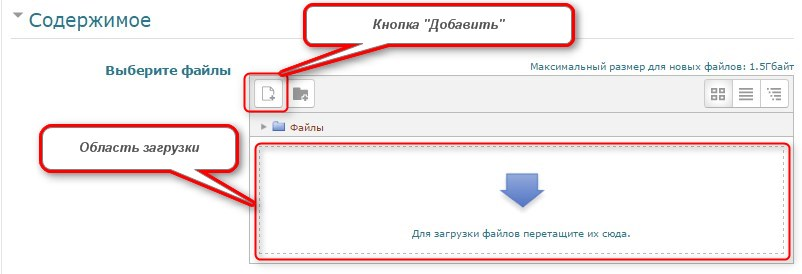 Содержимое
Кнопка "Добавить"
Выберите файлы
Максимальный размер для новых файлов: 1.5Гбайт
Файлы
Область загрузки
Для загрузки файлов перетащите их сюда.